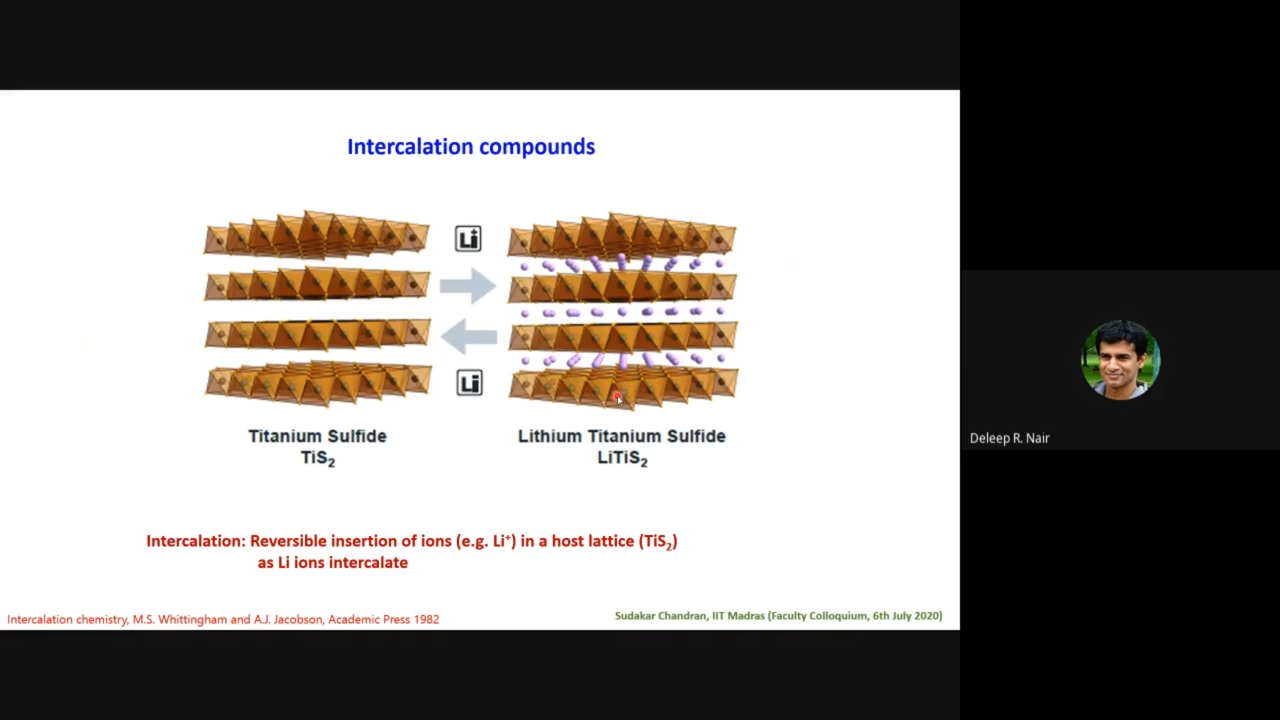 Intercalation compounds
Li⁺
Li
Titanium Sulfide
TiS₂
Lithium Titanium Sulfide
LiTiS₂
Intercalation: Reversible insertion of ions (e.g. Li⁺) in a host lattice (TiS₂)
as Li ions intercalate
Intercalation chemistry, M.S. Whittingham and A.J. Jacobson, Academic Press 1982
Sudakar Chandran, IIT Madras (Faculty Colloquium, 6th July 2020)
Deleep R. Nair